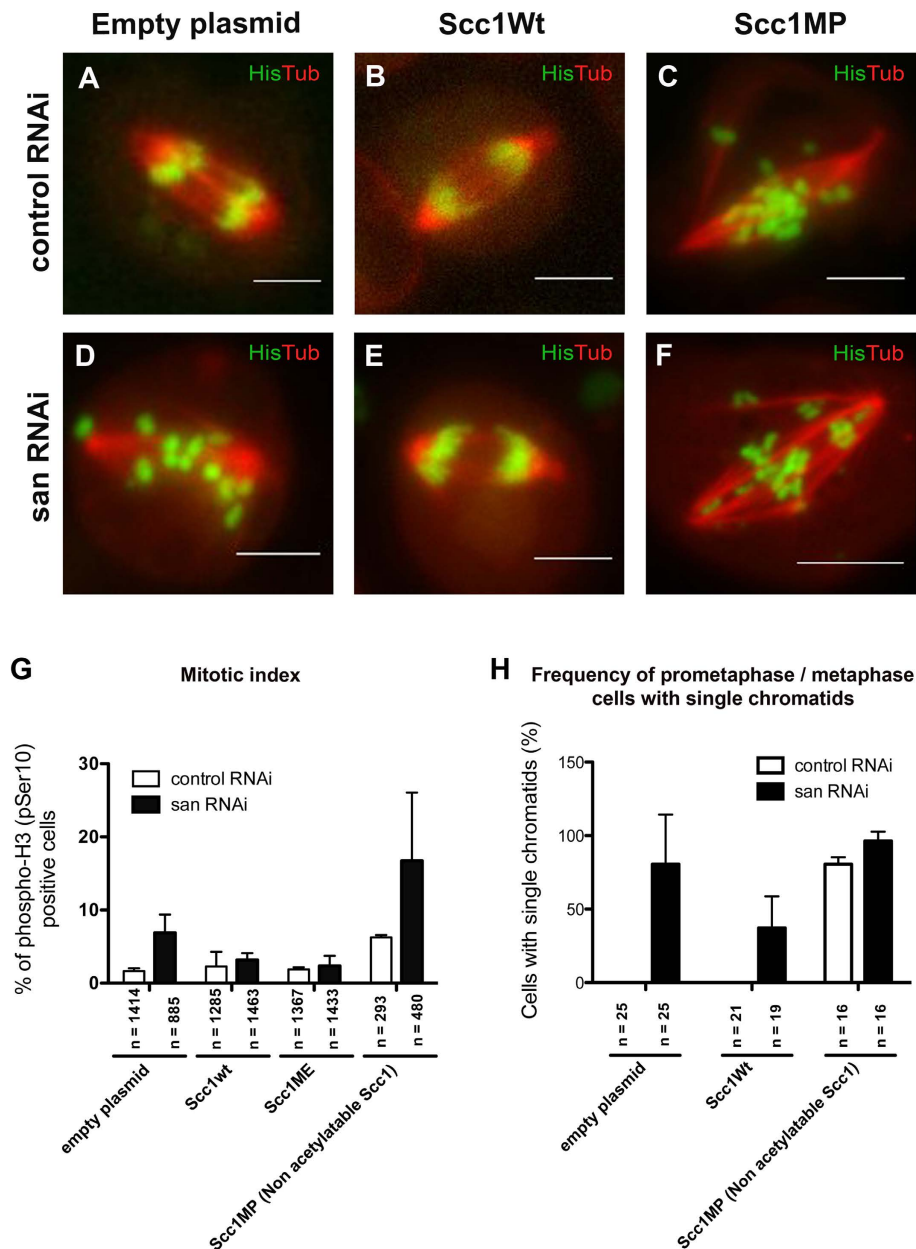 Empty plasmid Scc1Wt Scc1MP
control RNAi
A HisTub
B HisTub
C HisTub
san RNAi
D HisTub
E HisTub
F HisTub
G
Mitotic index
% of phospho-H3 (pSer10)
positive cells
30
20
10
0
control RNAi
san RNAi
n = 1414
n = 885
n = 1285
n = 1463
n = 1367
n = 1433
n = 293
n = 480
empty plasmid
Scc1wt
Scc1ME
Scc1MP (Non acetylatable Scc1)
H
Frequency of prometaphase / metaphase
cells with single chromatids
Cells with single chromatids (%)
150
100
50
0
control RNAi
san RNAi
n = 25
n = 25
n = 21
n = 19
n = 16
n = 16
empty plasmid
Scc1Wt
Scc1MP (Non acetylatable Scc1)